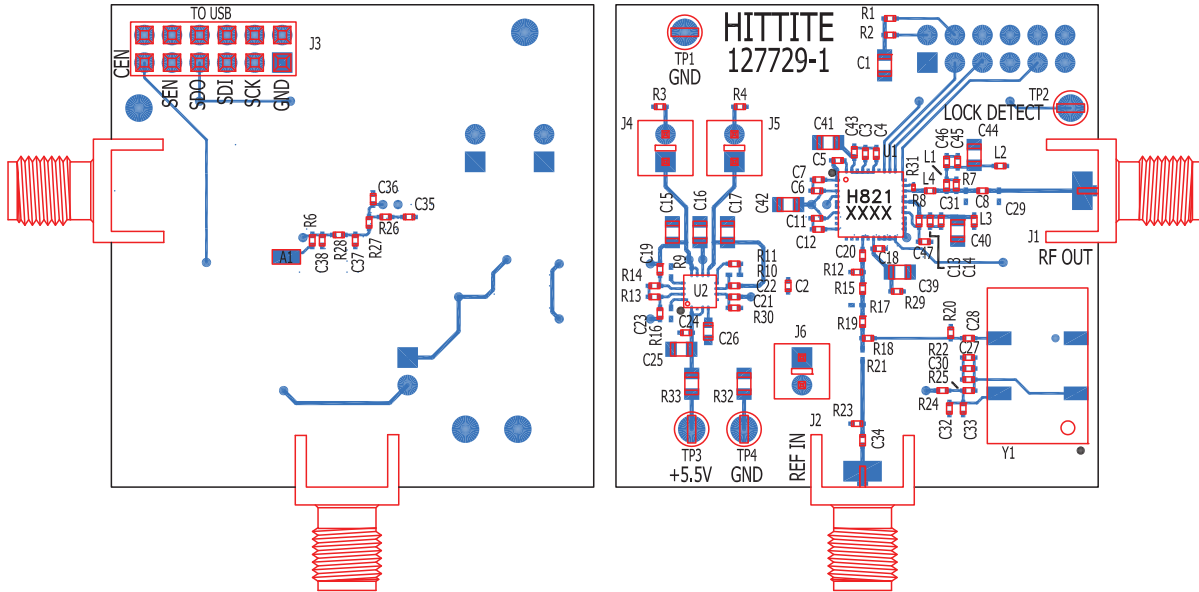 TO USB
J3
CEN
SEN
SDO
SDI
SCK
GND
C36
C35
R26
R6
R28
R27
C38
C37
A1
HITTITE
127729-1
TP1
GND
R1
R2
C1
TP2
LOCK DETECT
R3
R4
J4
J5
C41
C43
C3
C4
U1
C5
C7
C6
C42
C11
C12
H821
XXXX
R31
C46
C45
C44
L1
L2
L4
R7
R8
C31
C8
C29
L3
C40
C47
C13
C14
J1
RF OUT
C15
C16
C17
C19
R9
R11
R10
R14
R13
U2
C22
C21
R30
C2
C23
R16
C24
C25
C26
C20
C18
R12
R15
C39
R29
R17
R19
R18
R21
R20
C28
R22
C27
C30
R25
R24
C32
C33
Y1
J6
R33
R32
TP3
+5.5V
TP4
GND
R23
C34
J2
REF IN